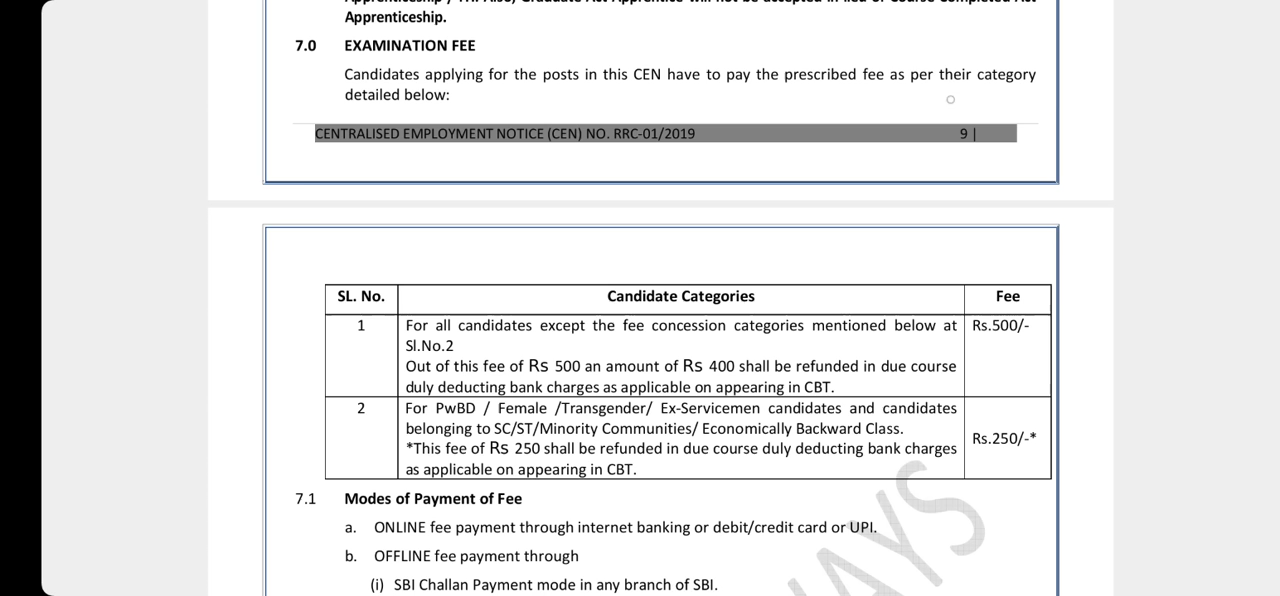 Apprenticeship.
7.0 EXAMINATION FEE
Candidates applying for the posts in this CEN have to pay the prescribed fee as per their category
detailed below:
CENTRALISED EMPLOYMENT NOTICE (CEN) NO. RRC-01/2019 9 |
SL. No. Candidate Categories Fee
1 For all candidates except the fee concession categories mentioned below at Rs.500/-
Sl.No.2
Out of this fee of Rs 500 an amount of Rs 400 shall be refunded in due course
duly deducting bank charges as applicable on appearing in CBT.
2 For PwBD / Female /Transgender/ Ex-Servicemen candidates and candidates
belonging to SC/ST/Minority Communities/ Economically Backward Class.
Rs.250/-*
*This fee of Rs 250 shall be refunded in due course duly deducting bank charges
as applicable on appearing in CBT.
7.1 Modes of Payment of Fee
a. ONLINE fee payment through internet banking or debit/credit card or UPI.
b. OFFLINE fee payment through
(i) SBI Challan Payment mode in any branch of SBI.